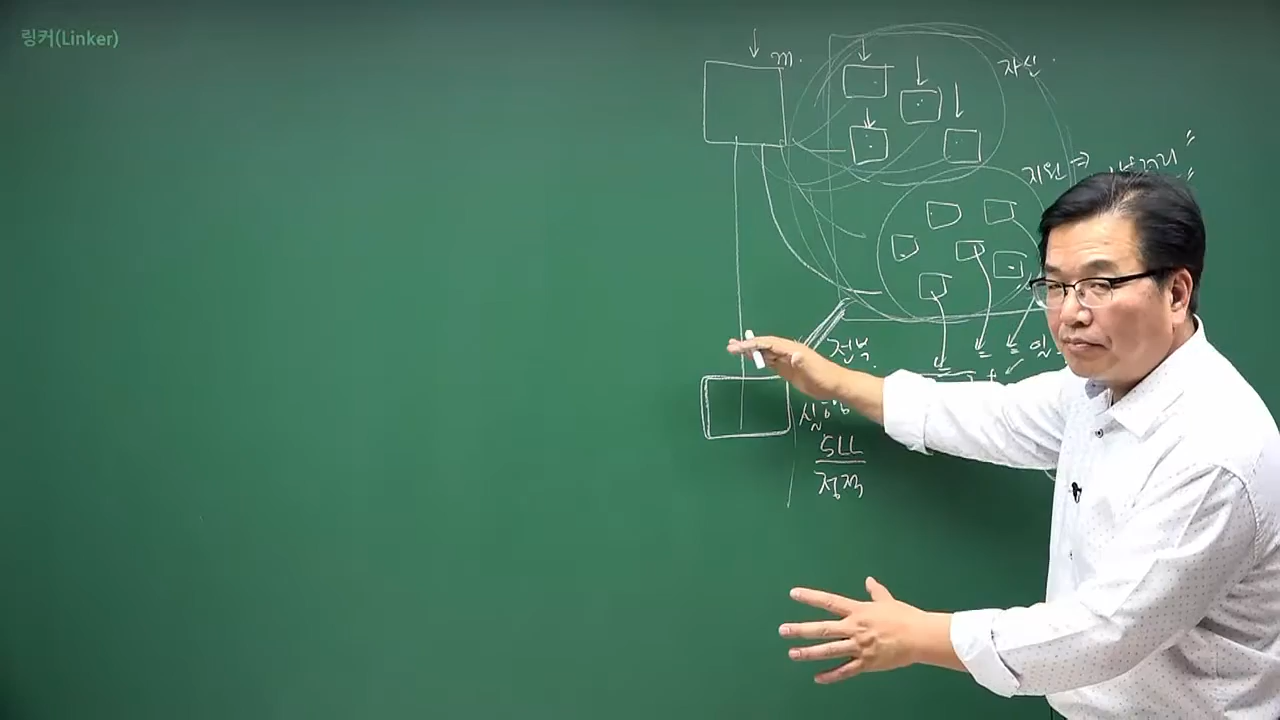 링커(Linker)
m.
자신.
지원 ⇒
전부
실행
SLL
정적